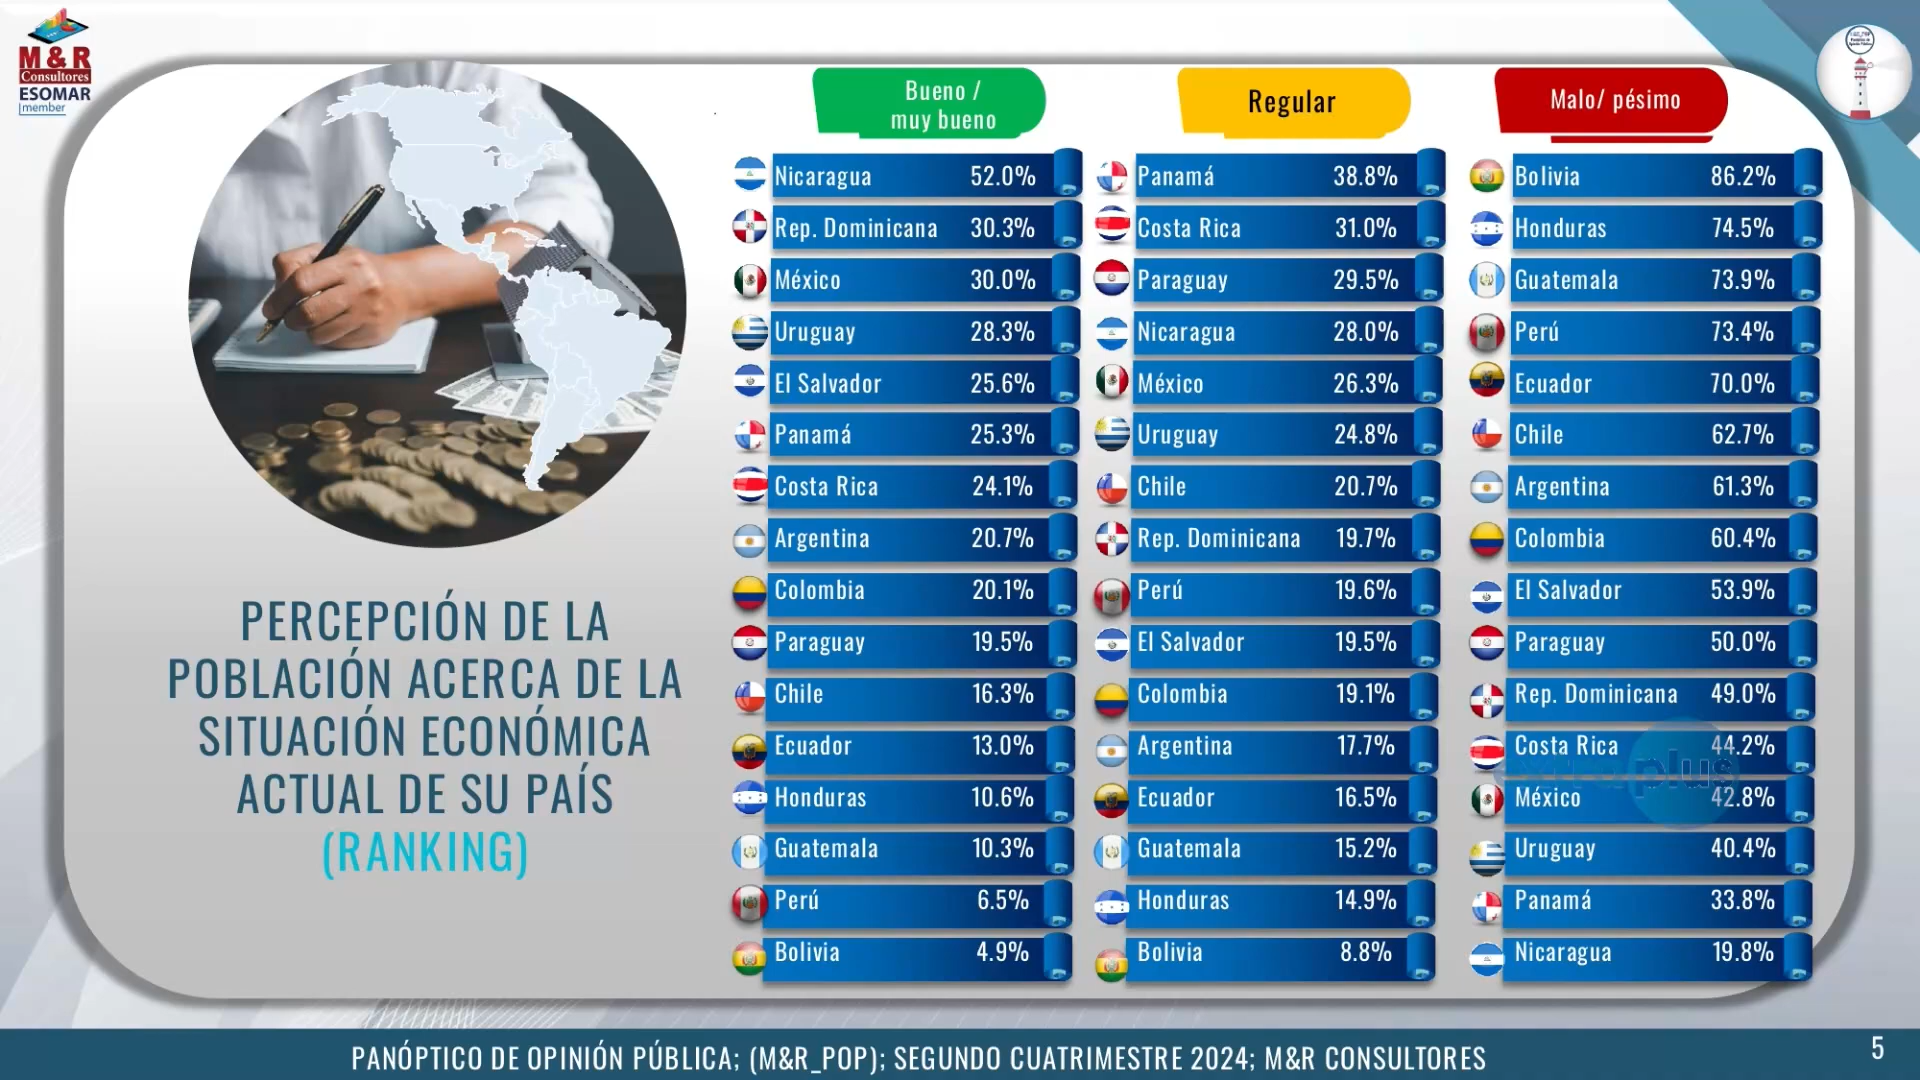 M&R
Consultores
ESOMAR
member
PERCEPCIÓN DE LA
POBLACIÓN ACERCA DE LA
SITUACIÓN ECONÓMICA
ACTUAL DE SU PAÍS
(RANKING)
Bueno /
muy bueno
Nicaragua 52.0%
Rep. Dominicana 30.3%
México 30.0%
Uruguay 28.3%
El Salvador 25.6%
Panamá 25.3%
Costa Rica 24.1%
Argentina 20.7%
Colombia 20.1%
Paraguay 19.5%
Chile 16.3%
Ecuador 13.0%
Honduras 10.6%
Guatemala 10.3%
Perú 6.5%
Bolivia 4.9%
Regular
Panamá 38.8%
Costa Rica 31.0%
Paraguay 29.5%
Nicaragua 28.0%
México 26.3%
Uruguay 24.8%
Chile 20.7%
Rep. Dominicana 19.7%
Perú 19.6%
El Salvador 19.5%
Colombia 19.1%
Argentina 17.7%
Ecuador 16.5%
Guatemala 15.2%
Honduras 14.9%
Bolivia 8.8%
Malo/ pésimo
Bolivia 86.2%
Honduras 74.5%
Guatemala 73.9%
Perú 73.4%
Ecuador 70.0%
Chile 62.7%
Argentina 61.3%
Colombia 60.4%
El Salvador 53.9%
Paraguay 50.0%
Rep. Dominicana 49.0%
Costa Rica 44.2%
extraplus
México 42.8%
Uruguay 40.4%
Panamá 33.8%
Nicaragua 19.8%
PANÓPTICO DE OPINIÓN PÚBLICA; (M&R_POP); SEGUNDO CUATRIMESTRE 2024; M&R CONSULTORES
5